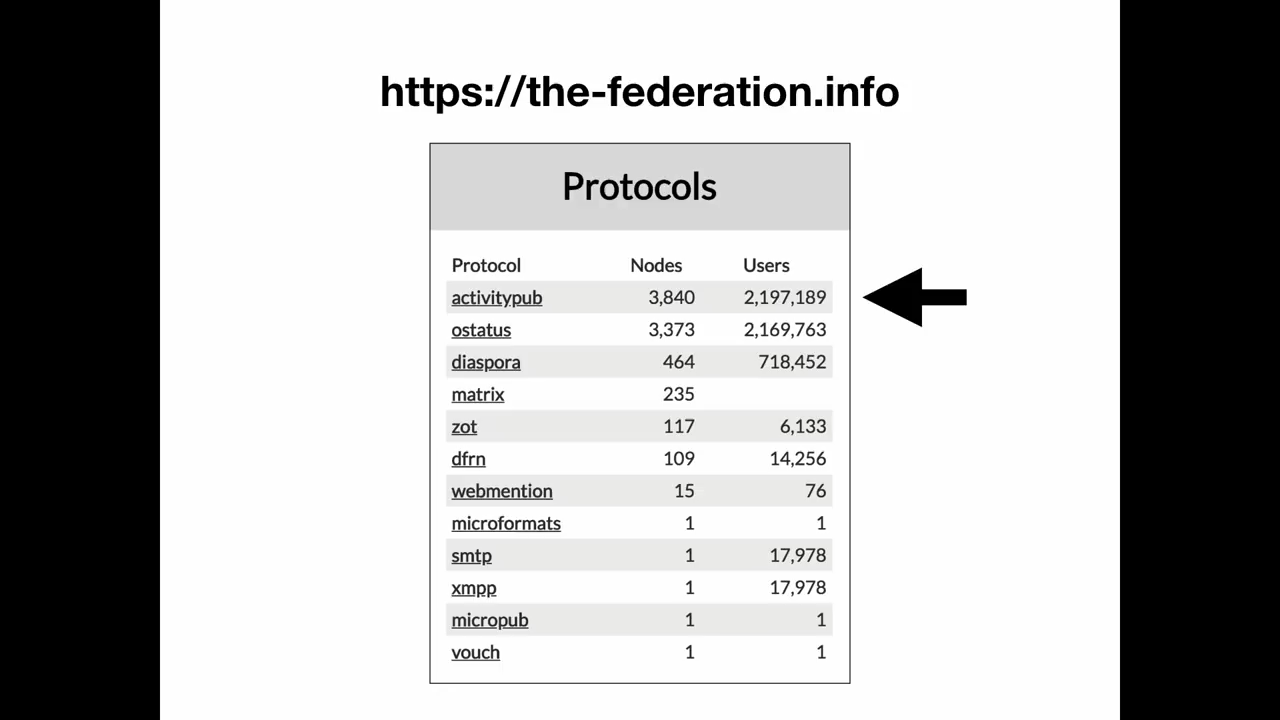 https://the-federation.info
Protocols
Protocol Nodes Users
activitypub 3,840 2,197,189
ostatus 3,373 2,169,763
diaspora 464 718,452
matrix 235
zot 117 6,133
dfrn 109 14,256
webmention 15 76
microformats 1 1
smtp 1 17,978
xmpp 1 17,978
micropub 1 1
vouch 1 1